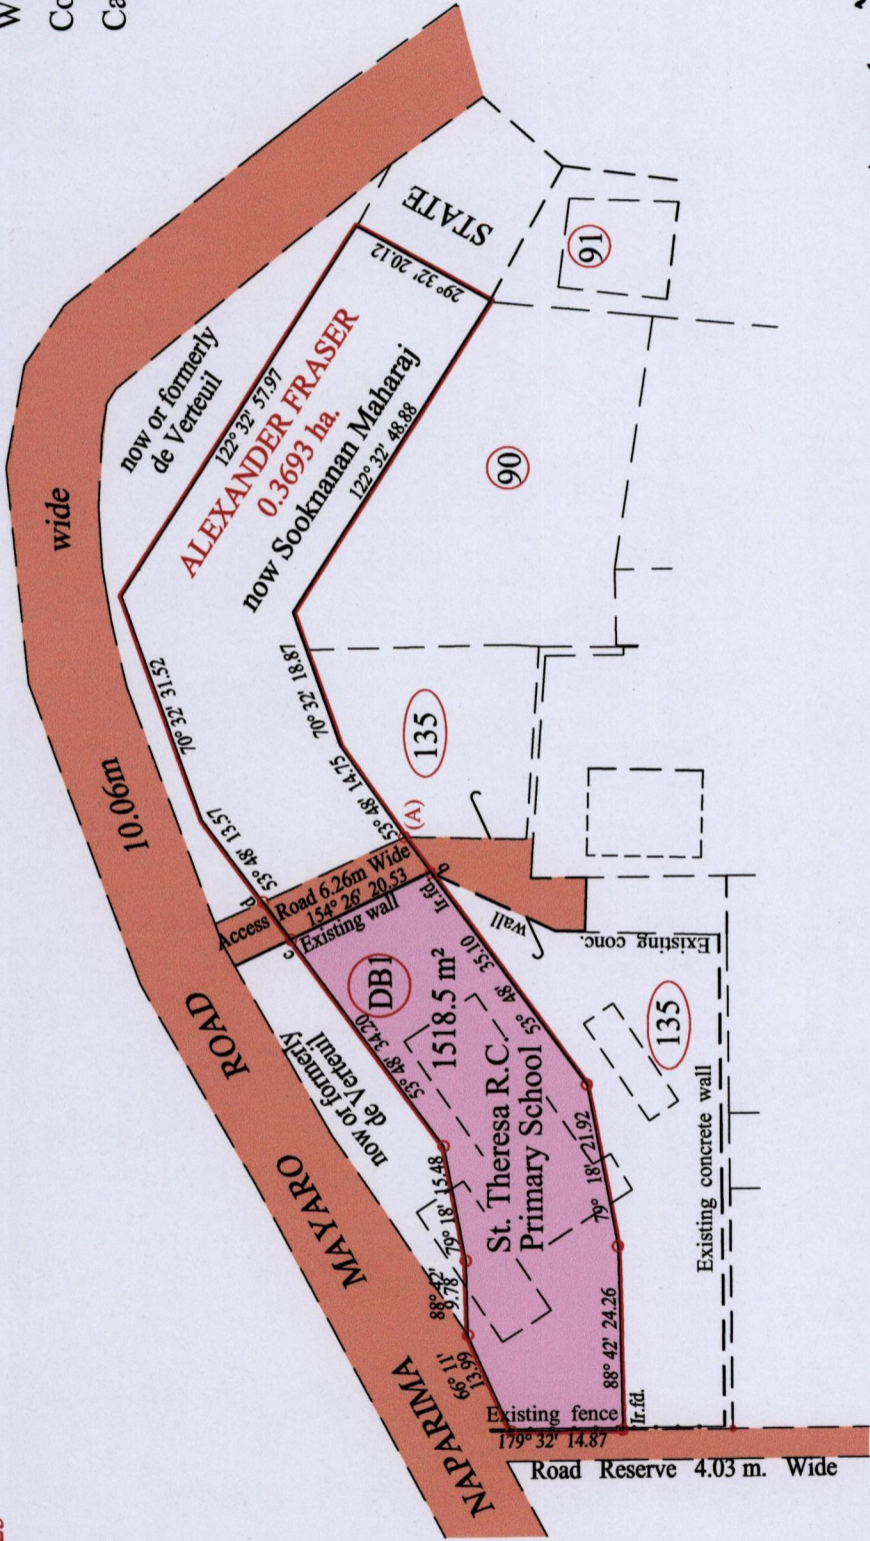 W
Co
Ca
wide
10.06m
ROAD
MAYARO
NAPARIMA
now or formerly
de Verteuil
122° 32' 57.97
ALEXANDER FRASER
0.3693 ha.
now Sooknanan Maharaj
122° 32' 48.88
29° 32' 20.12
STATE
91
90
70° 32' 31.52
70° 32' 18.87
53° 48' 14.75
53° 48' 13.57
135
(A)
d
b
c
Access Road 6.26m Wide
154° 26' 20.53
Existing wall
Ir.fd.
wall
Existing conc.
DB1
1518.5 m²
St. Theresa R.C.
Primary School
now or formerly
de Verteuil
53° 48' 34.20
53° 48' 35.10
79° 18' 15.48
79° 18' 21.92
88° 42'
9.78
66° 11'
13.99
88° 42' 24.26
135
Existing concrete wall
Existing fence
179° 32' 14.87
Ir.fd.
Road Reserve 4.03 m. Wide